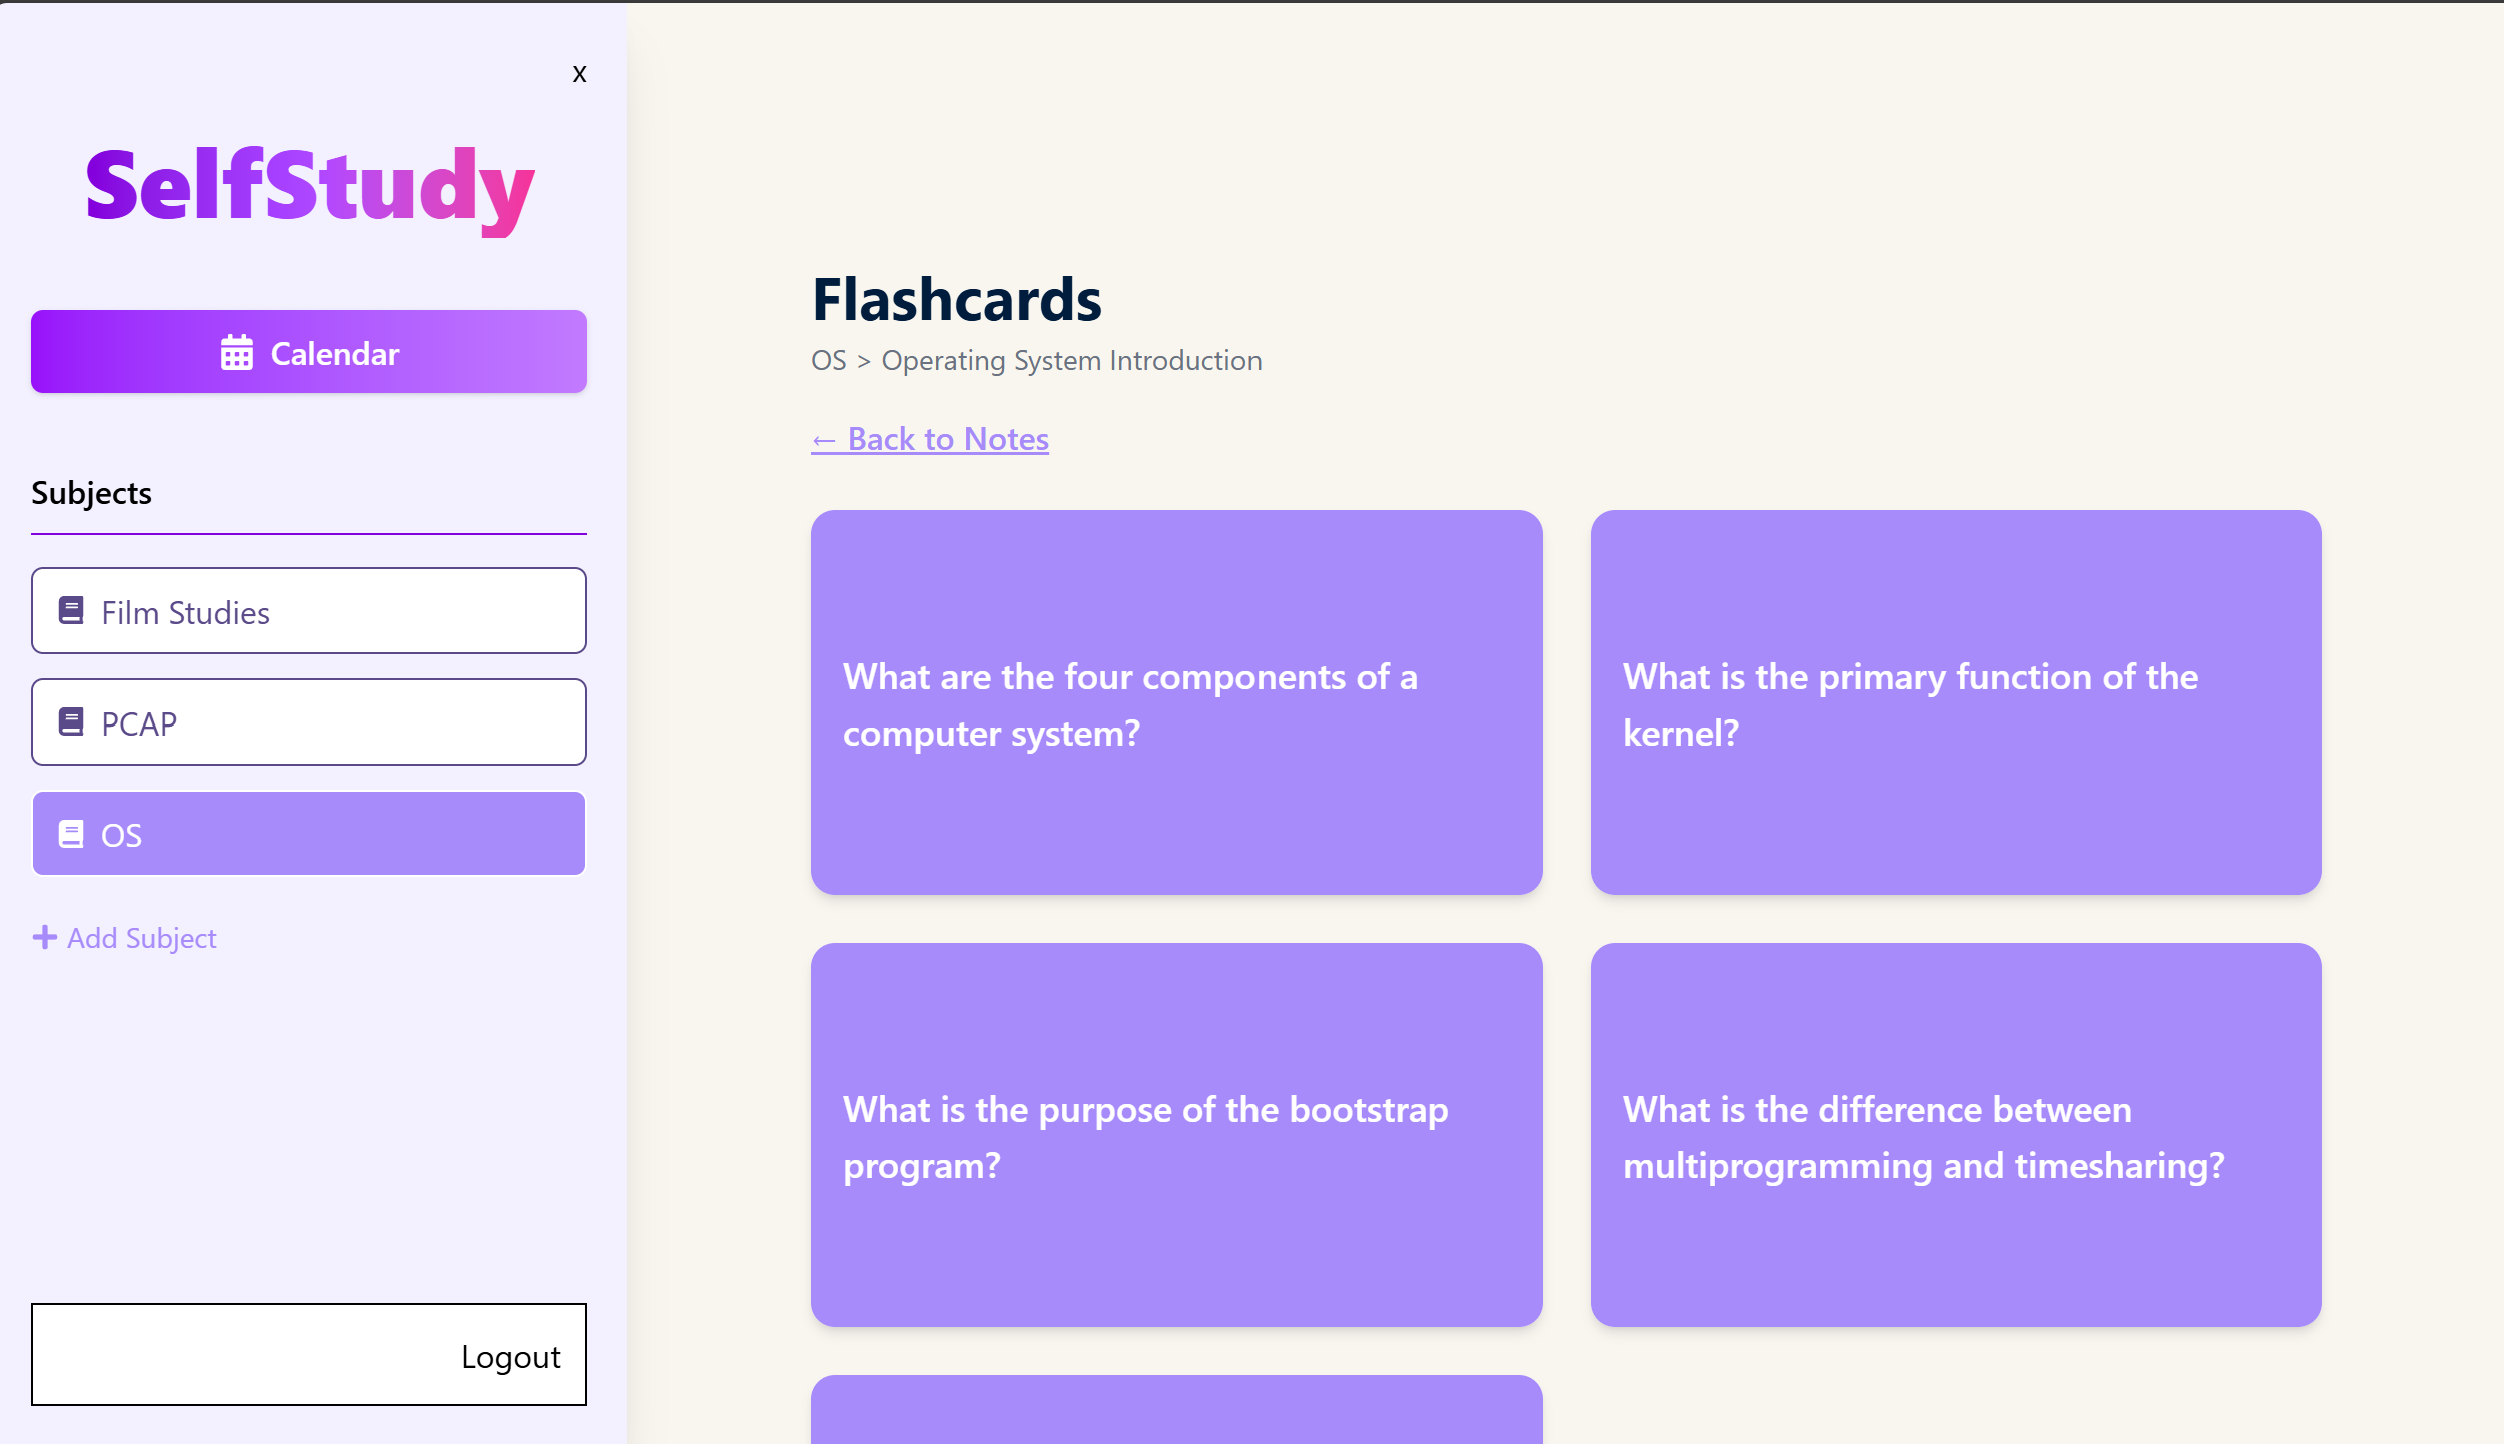 x
SelfStudy
Calendar
Subjects
Film Studies
PCAP
OS
Add Subject
Logout
Flashcards
OS > Operating System Introduction
← Back to Notes
What are the four components of a
computer system?
What is the primary function of the
kernel?
What is the purpose of the bootstrap
program?
What is the difference between
multiprogramming and timesharing?